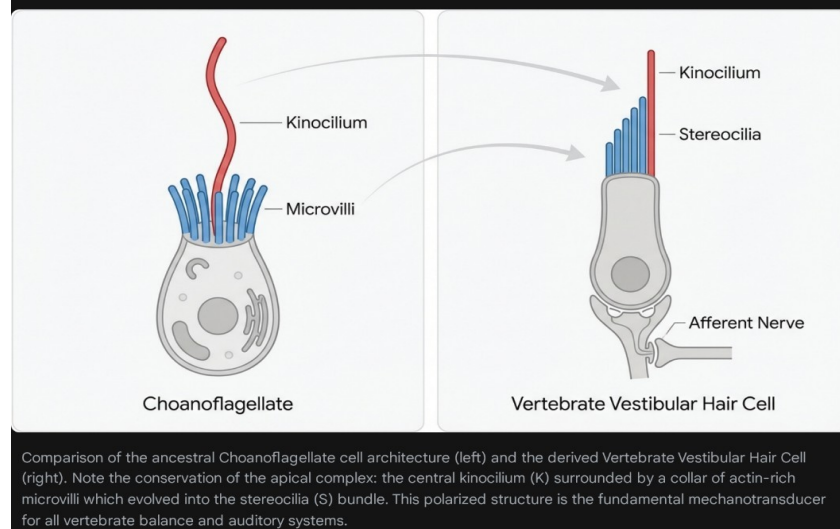 Kinocilium
Microvilli
Choanoflagellate
Kinocilium
Stereocilia
Afferent Nerve
Vertebrate Vestibular Hair Cell
Comparison of the ancestral Choanoflagellate cell architecture (left) and the derived Vertebrate Vestibular Hair Cell
(right). Note the conservation of the apical complex: the central kinocilium (K) surrounded by a collar of actin-rich
microvilli which evolved into the stereocilia (S) bundle. This polarized structure is the fundamental mechanotransducer
for all vertebrate balance and auditory systems.